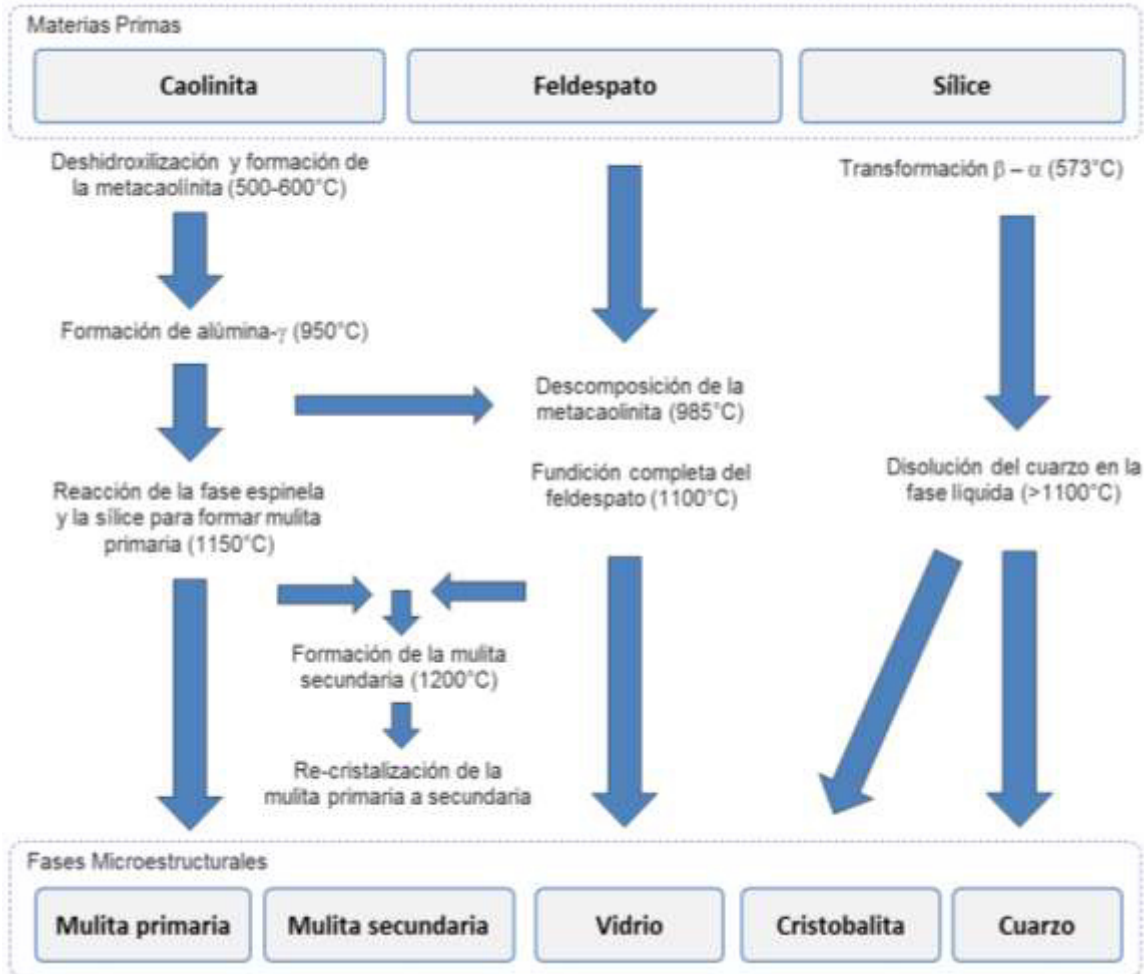 Materias Primas
Caolinita
Feldespato
Sílice
Deshidroxilización y formación de
la metacaolinita (500-600°C)
Transformación β – α (573°C)
Formación de alúmina-γ (950°C)
Descomposición de la
metacaolinita (985°C)
Fundición completa del
feldespato (1100°C)
Disolución del cuarzo en la
fase líquida (>1100°C)
Reacción de la fase espinela
y la sílice para formar mulita
primaria (1150°C)
Formación de la mulita
secundaria (1200°C)
Re-cristalización de la
mulita primaria a secundaria
Fases Microestructurales
Mulita primaria
Mulita secundaria
Vidrio
Cristobalita
Cuarzo